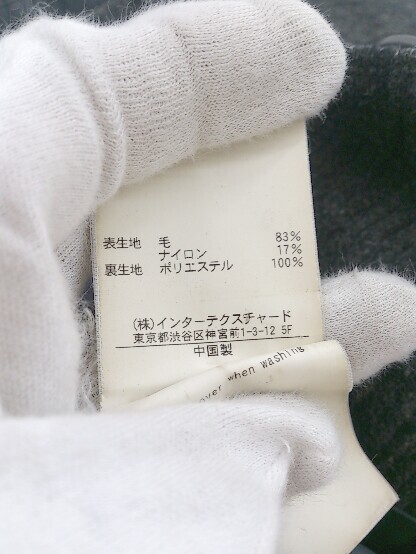 表生地 毛 83%
ナイロン 17%
裏生地 ポリエステル 100%
(株)インターテクスチャード
東京都渋谷区神宮前1-3-12 5F
中国製
over when washing